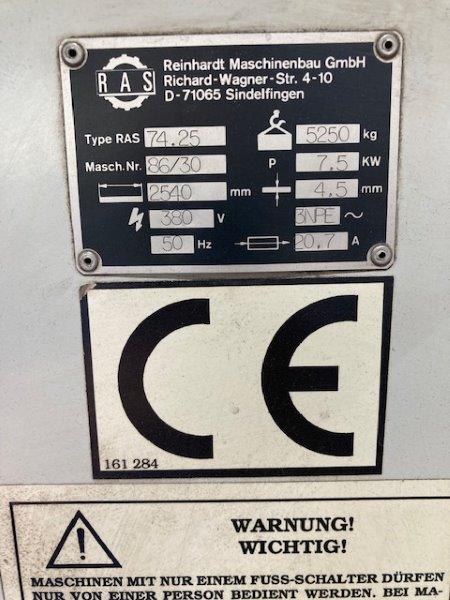 RAS
Reinhardt Maschinenbau GmbH
Richard-Wagner-Str. 4-10
D-71065 Sindelfingen
Type RAS 74.25 5250 kg
Masch.Nr. 86/30 P 7,5 KW
2540 mm 4,5 mm
380 V 3NPE ~
50 Hz 20,7 A
CE
161 284
WARNUNG!
WICHTIG!
MASCHINEN MIT NUR EINEM FUSS-SCHALTER DÜRFEN
NUR VON EINER PERSON BEDIENT WERDEN. BEI MA-